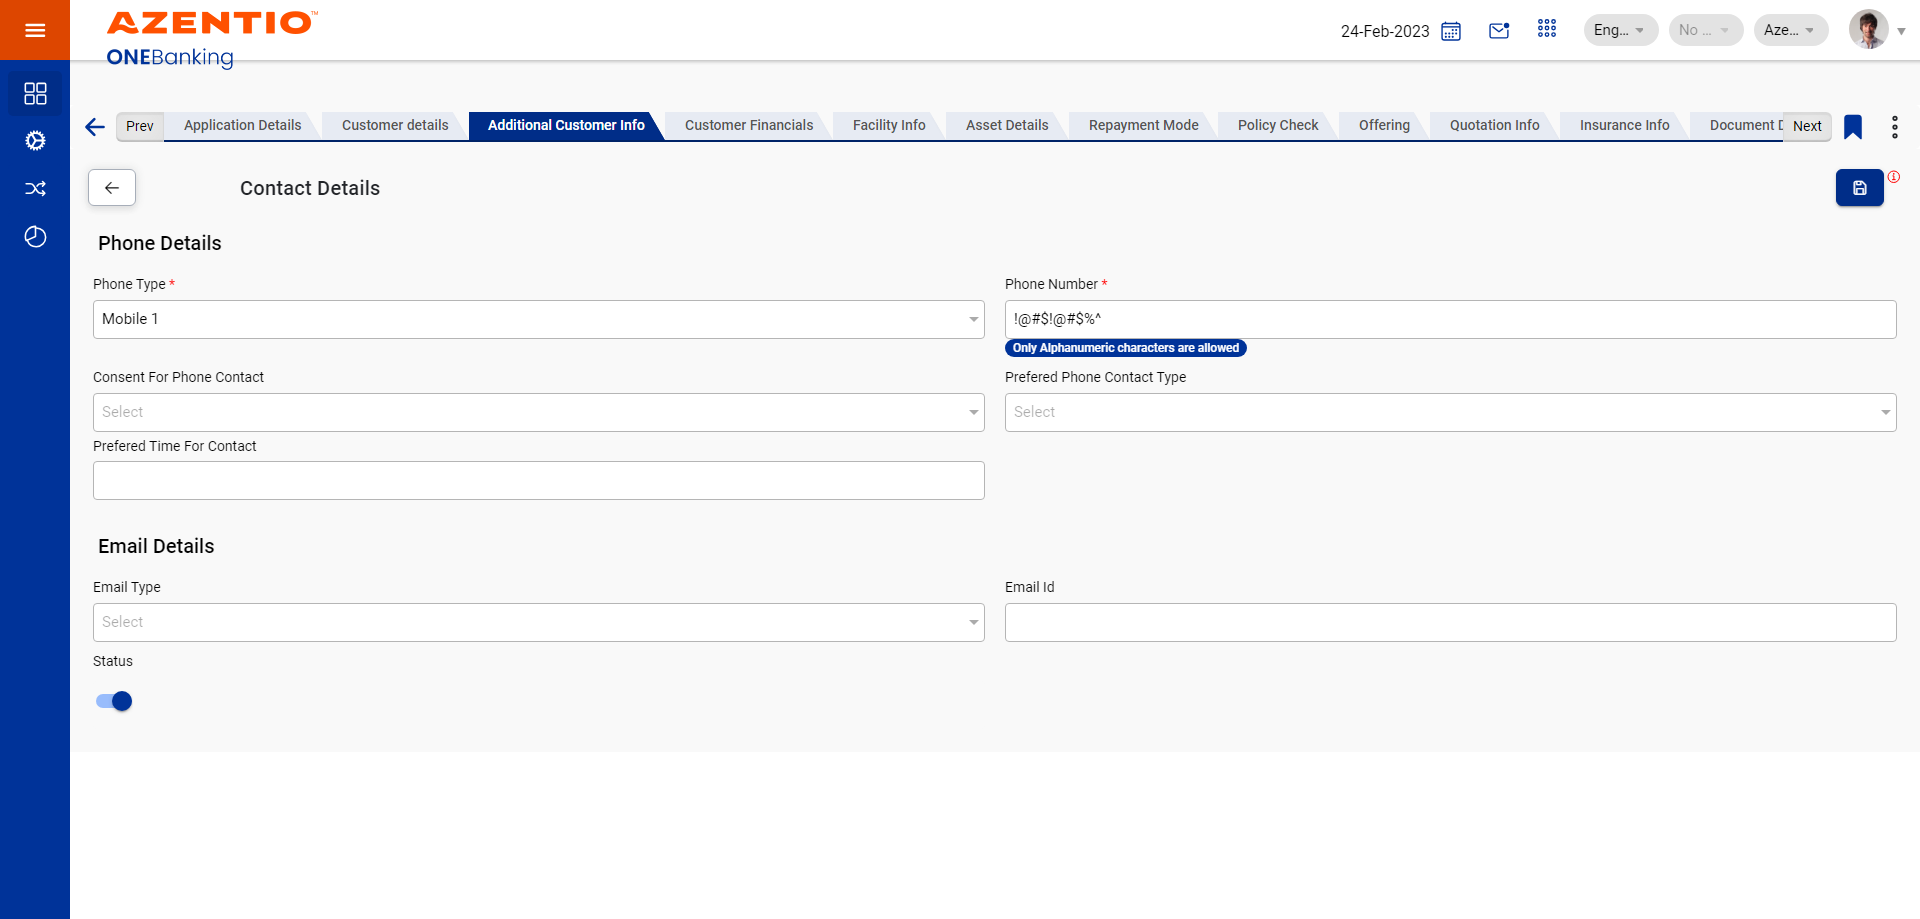 AZENTIO™
ONEBanking
24-Feb-2023
Eng...
No ...
Aze...
Prev
Application Details
Customer details
Additional Customer Info
Customer Financials
Facility Info
Asset Details
Repayment Mode
Policy Check
Offering
Quotation Info
Insurance Info
Document D
Next
Contact Details
Phone Details
Phone Type *
Phone Number *
Mobile 1
!@#$!@#$%^
Only Alphanumeric characters are allowed
Consent For Phone Contact
Prefered Phone Contact Type
Select
Select
Prefered Time For Contact
Email Details
Email Type
Email Id
Select
Status